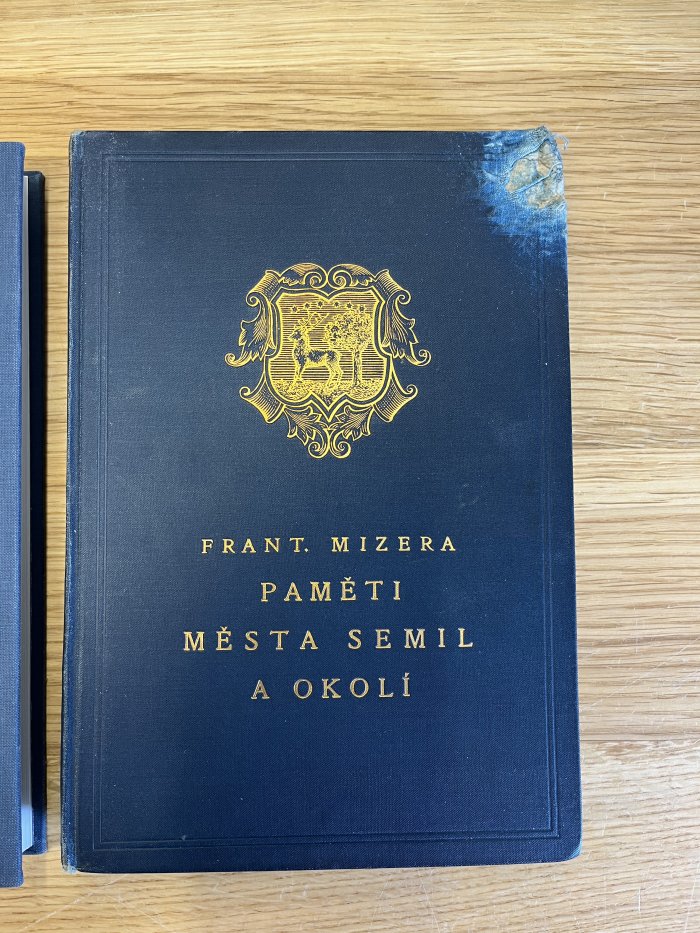 FRANT. MIZERA
PAMĚTI
MĚSTA SEMIL
A OKOLÍ